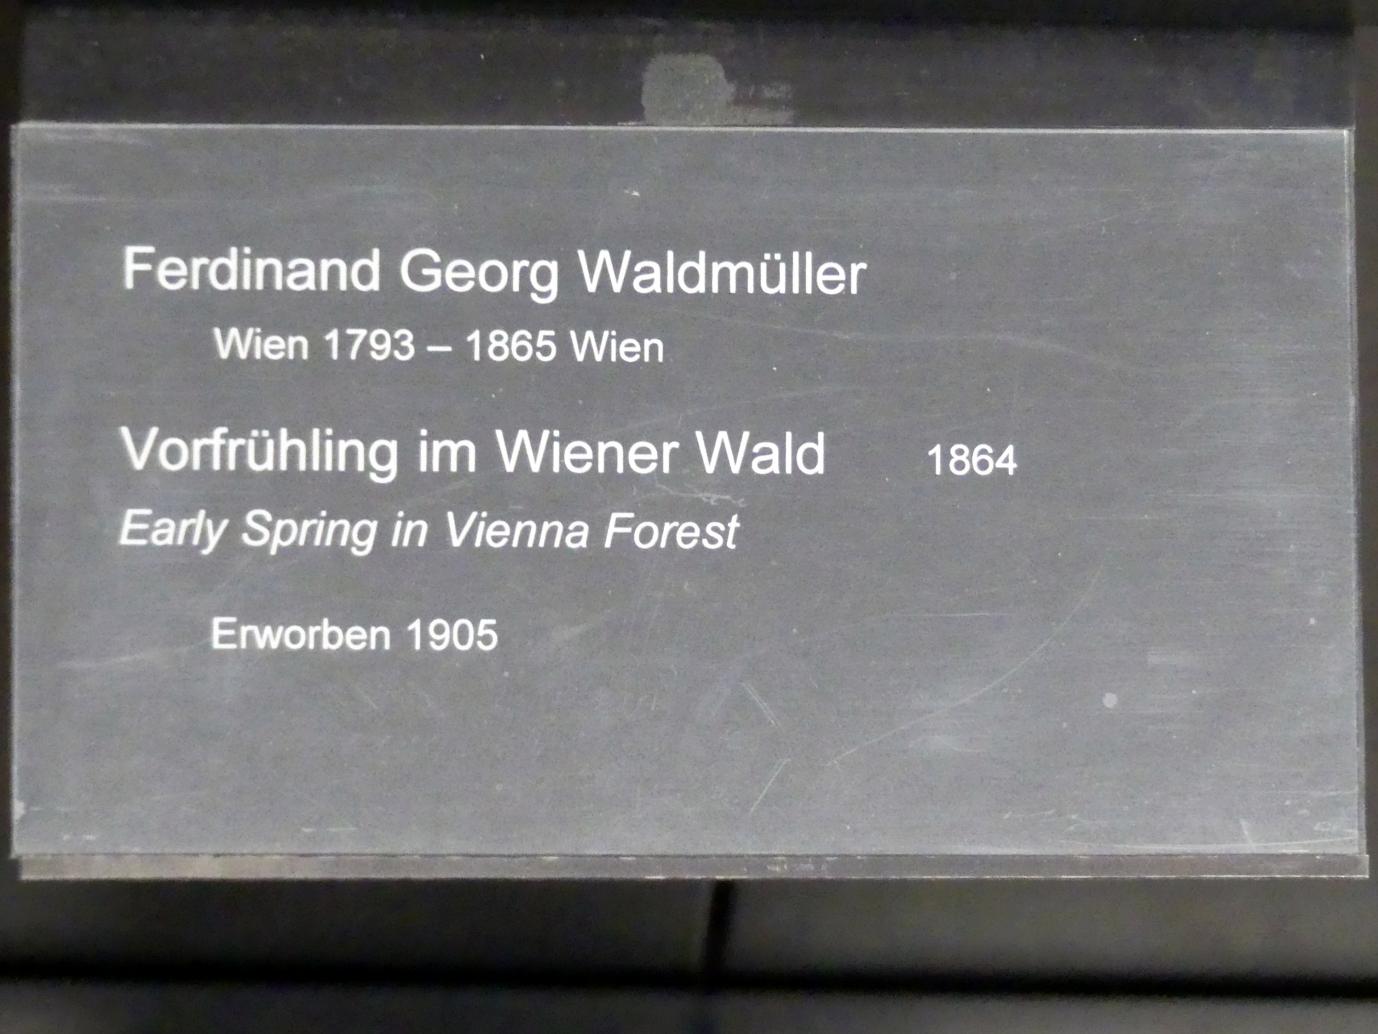 Ferdinand Georg Waldmüller
Wien 1793 – 1865 Wien
Vorfrühling im Wiener Wald 1864
Early Spring in Vienna Forest
Erworben 1905